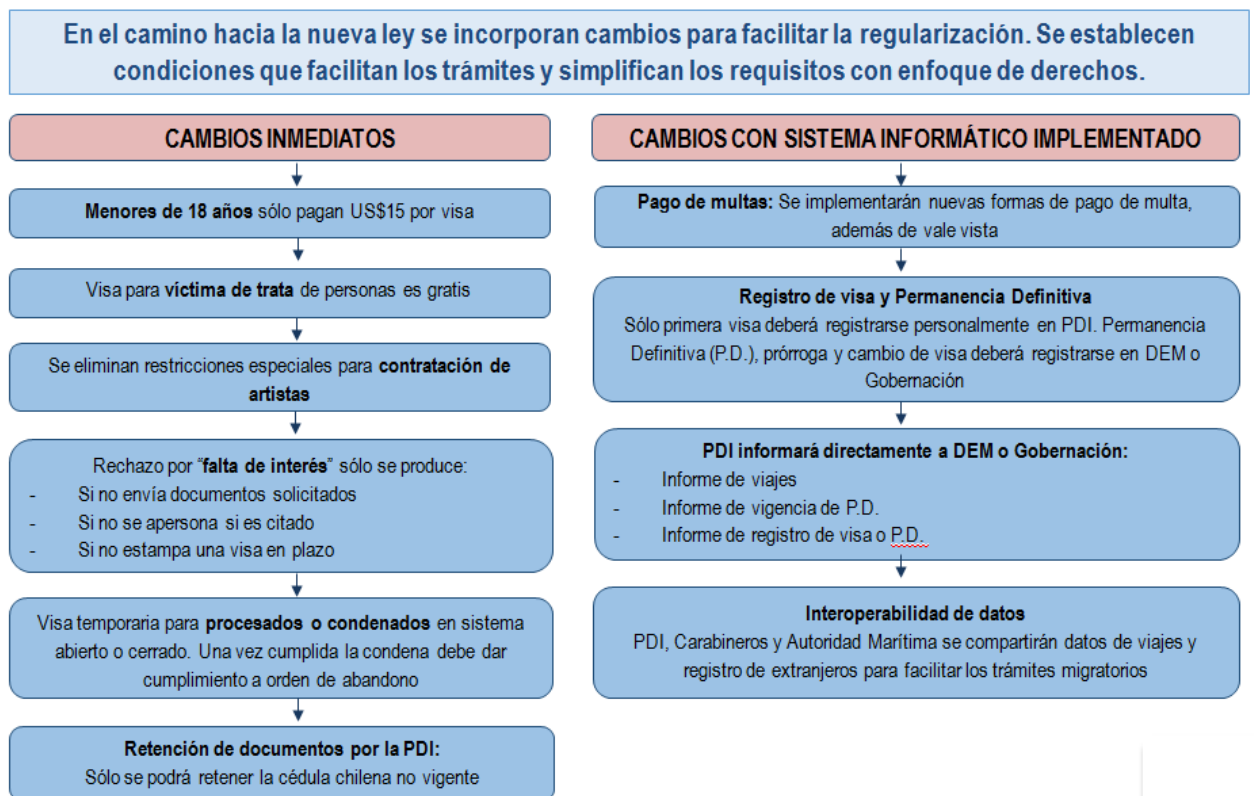 En el camino hacia la nueva ley se incorporan cambios para facilitar la regularización. Se establecen
condiciones que facilitan los trámites y simplifican los requisitos con enfoque de derechos.
CAMBIOS INMEDIATOS
Menores de 18 años sólo pagan US$15 por visa
Visa para víctima de trata de personas es gratis
Se eliminan restricciones especiales para contratación de
artistas
Rechazo por "falta de interés" sólo se produce:
- Si no envía documentos solicitados
- Si no se apersona si es citado
- Si no estampa una visa en plazo
Visa temporaria para procesados o condenados en sistema
abierto o cerrado. Una vez cumplida la condena debe dar
cumplimiento a orden de abandono
Retención de documentos por la PDI:
Sólo se podrá retener la cédula chilena no vigente
CAMBIOS CON SISTEMA INFORMÁTICO IMPLEMENTADO
Pago de multas: Se implementarán nuevas formas de pago de multa,
además de vale vista
Registro de visa y Permanencia Definitiva
Sólo primera visa deberá registrarse personalmente en PDI. Permanencia
Definitiva (P.D.), prórroga y cambio de visa deberá registrarse en DEM o
Gobernación
PDI informará directamente a DEM o Gobernación:
- Informe de viajes
- Informe de vigencia de P.D.
- Informe de registro de visa o P.D.
Interoperabilidad de datos
PDI, Carabineros y Autoridad Marítima se compartirán datos de viajes y
registro de extranjeros para facilitar los trámites migratorios